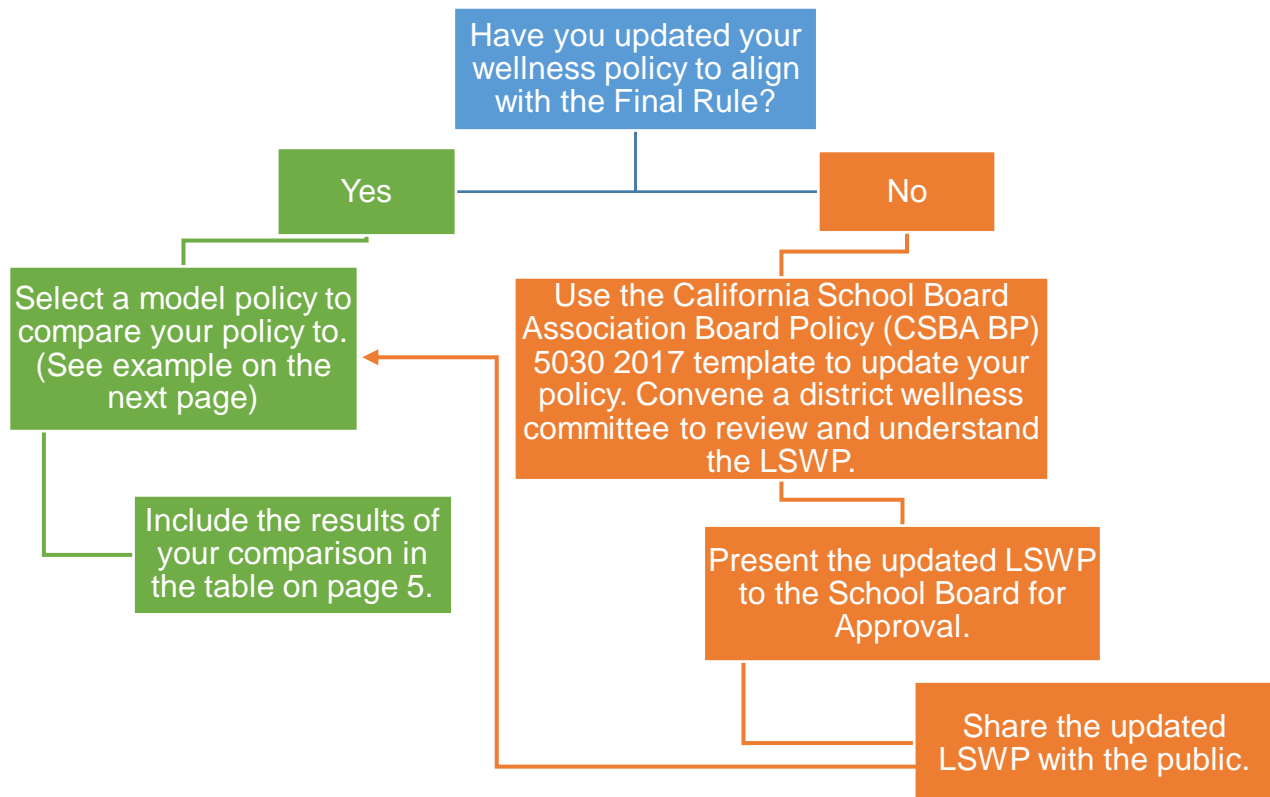 Have you updated your
wellness policy to align
with the Final Rule?
Yes
No
Select a model policy to
compare your policy to.
(See example on the
next page)
Use the California School Board
Association Board Policy (CSBA BP)
5030 2017 template to update your
policy. Convene a district wellness
committee to review and understand
the LSWP.
Include the results of
your comparison in
the table on page 5.
Present the updated LSWP
to the School Board for
Approval.
Share the updated
LSWP with the public.